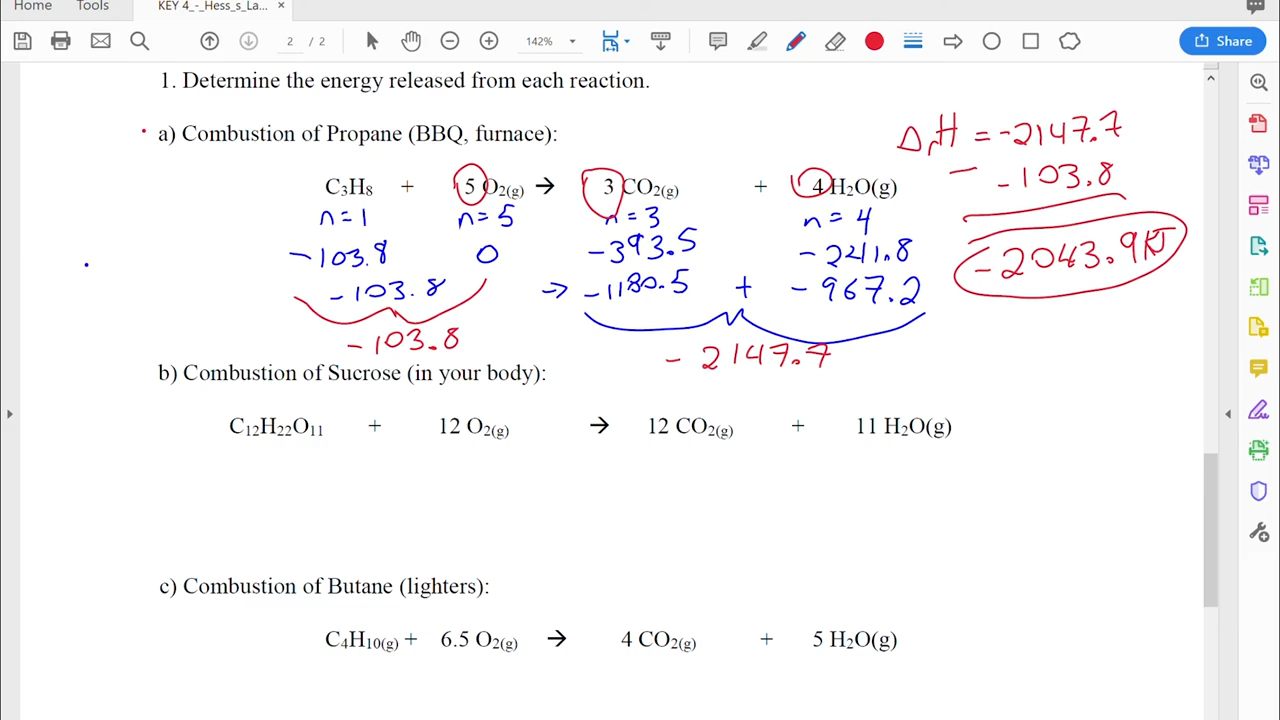 Home Tools KEY 4_-_Hess_s_La... ×
2 / 2 142% Share
1. Determine the energy released from each reaction.
a) Combustion of Propane (BBQ, furnace):
ΔrH = -2147.7
- -103.8
-2043.9 kJ
C₃H₈ + 5 O₂(g) → 3 CO₂(g) + 4 H₂O(g)
n=1 n=5 n=3 n=4
-103.8 0 -393.5 -241.8
-103.8 → -1180.5 + -967.2
-103.8 - 2147.7
b) Combustion of Sucrose (in your body):
C₁₂H₂₂O₁₁ + 12 O₂(g) → 12 CO₂(g) + 11 H₂O(g)
c) Combustion of Butane (lighters):
C₄H₁₀(g) + 6.5 O₂(g) → 4 CO₂(g) + 5 H₂O(g)